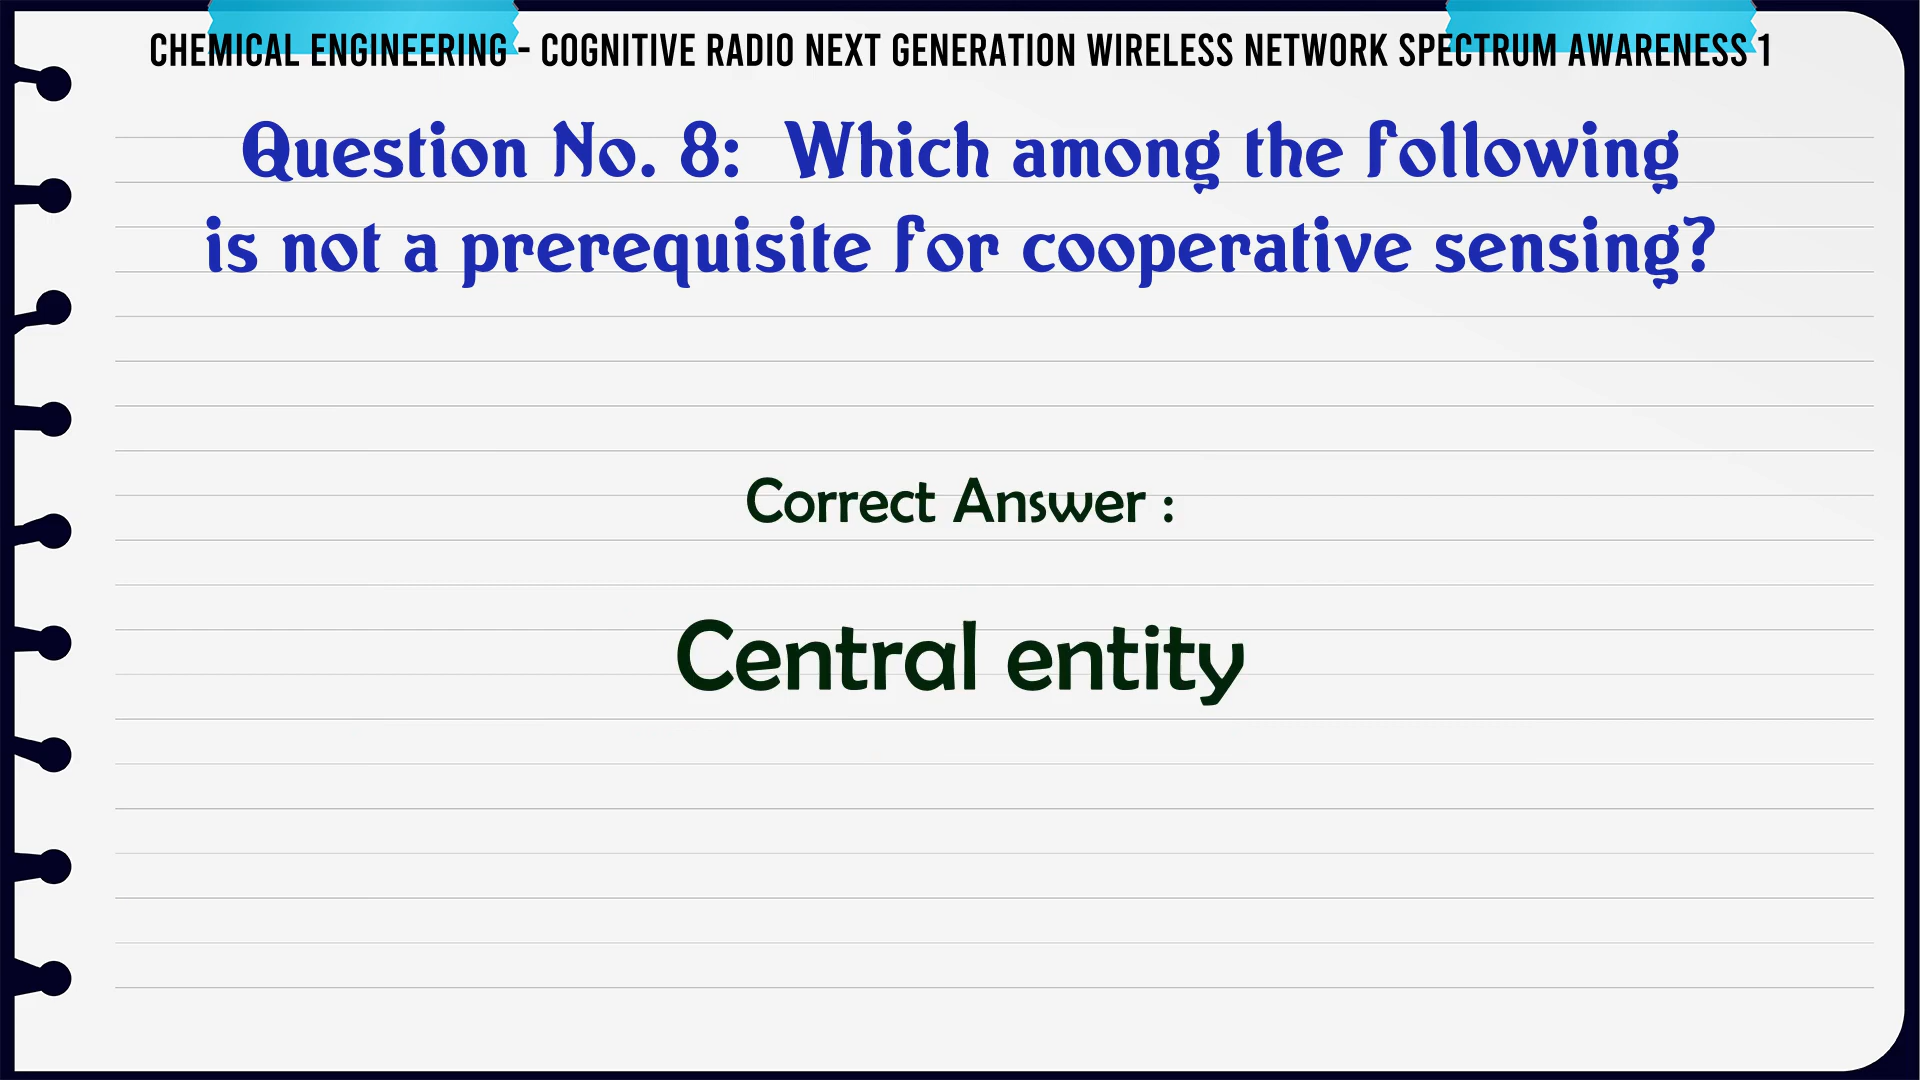 CHEMICAL ENGINEERING - COGNITIVE RADIO NEXT GENERATION WIRELESS NETWORK SPECTRUM AWARENESS 1
Question No. 8: Which among the following
is not a prerequisite for cooperative sensing?
Correct Answer :
Central entity